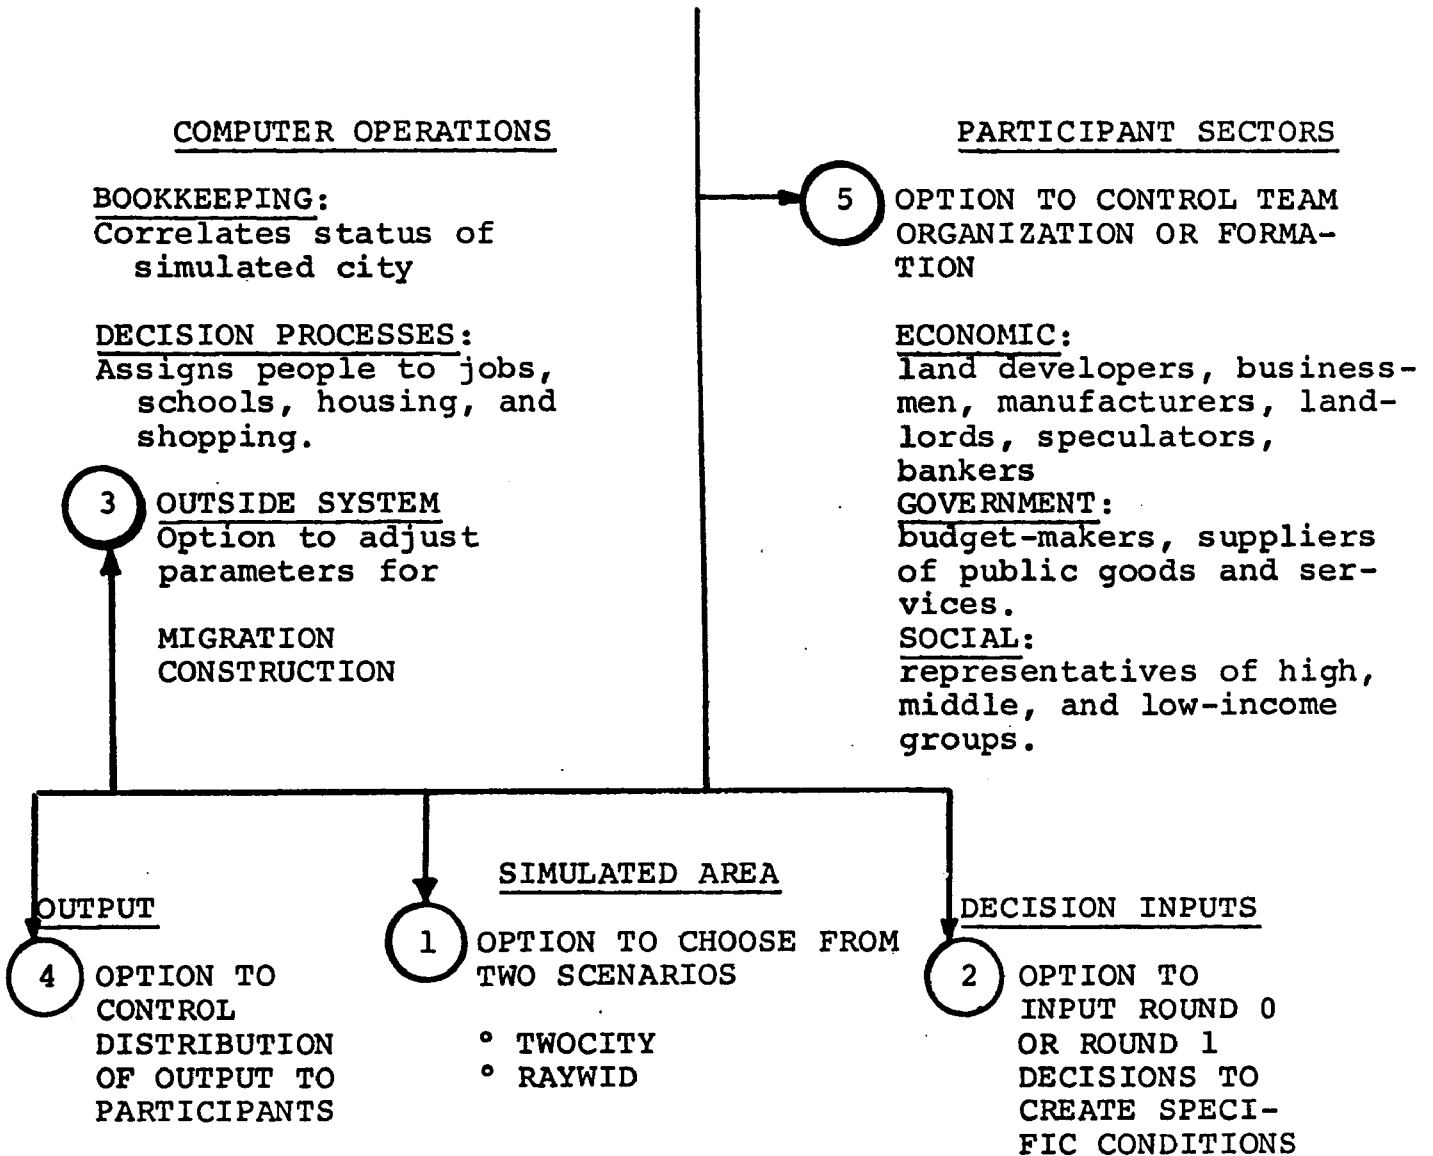 COMPUTER OPERATIONS
BOOKKEEPING:
Correlates status of
simulated city
DECISION PROCESSES:
Assigns people to jobs,
schools, housing, and
shopping.
3
OUTSIDE SYSTEM
Option to adjust
parameters for
MIGRATION
CONSTRUCTION
PARTICIPANT SECTORS
5
OPTION TO CONTROL TEAM
ORGANIZATION OR FORMA-
TION
ECONOMIC:
land developers, business-
men, manufacturers, land-
lords, speculators,
bankers
GOVERNMENT:
budget-makers, suppliers
of public goods and ser-
vices.
SOCIAL:
representatives of high,
middle, and low-income
groups.
OUTPUT
4
OPTION TO
CONTROL
DISTRIBUTION
OF OUTPUT TO
PARTICIPANTS
SIMULATED AREA
1
OPTION TO CHOOSE FROM
TWO SCENARIOS
° TWOCITY
° RAYWID
DECISION INPUTS
2
OPTION TO
INPUT ROUND 0
OR ROUND 1
DECISIONS TO
CREATE SPECI-
FIC CONDITIONS